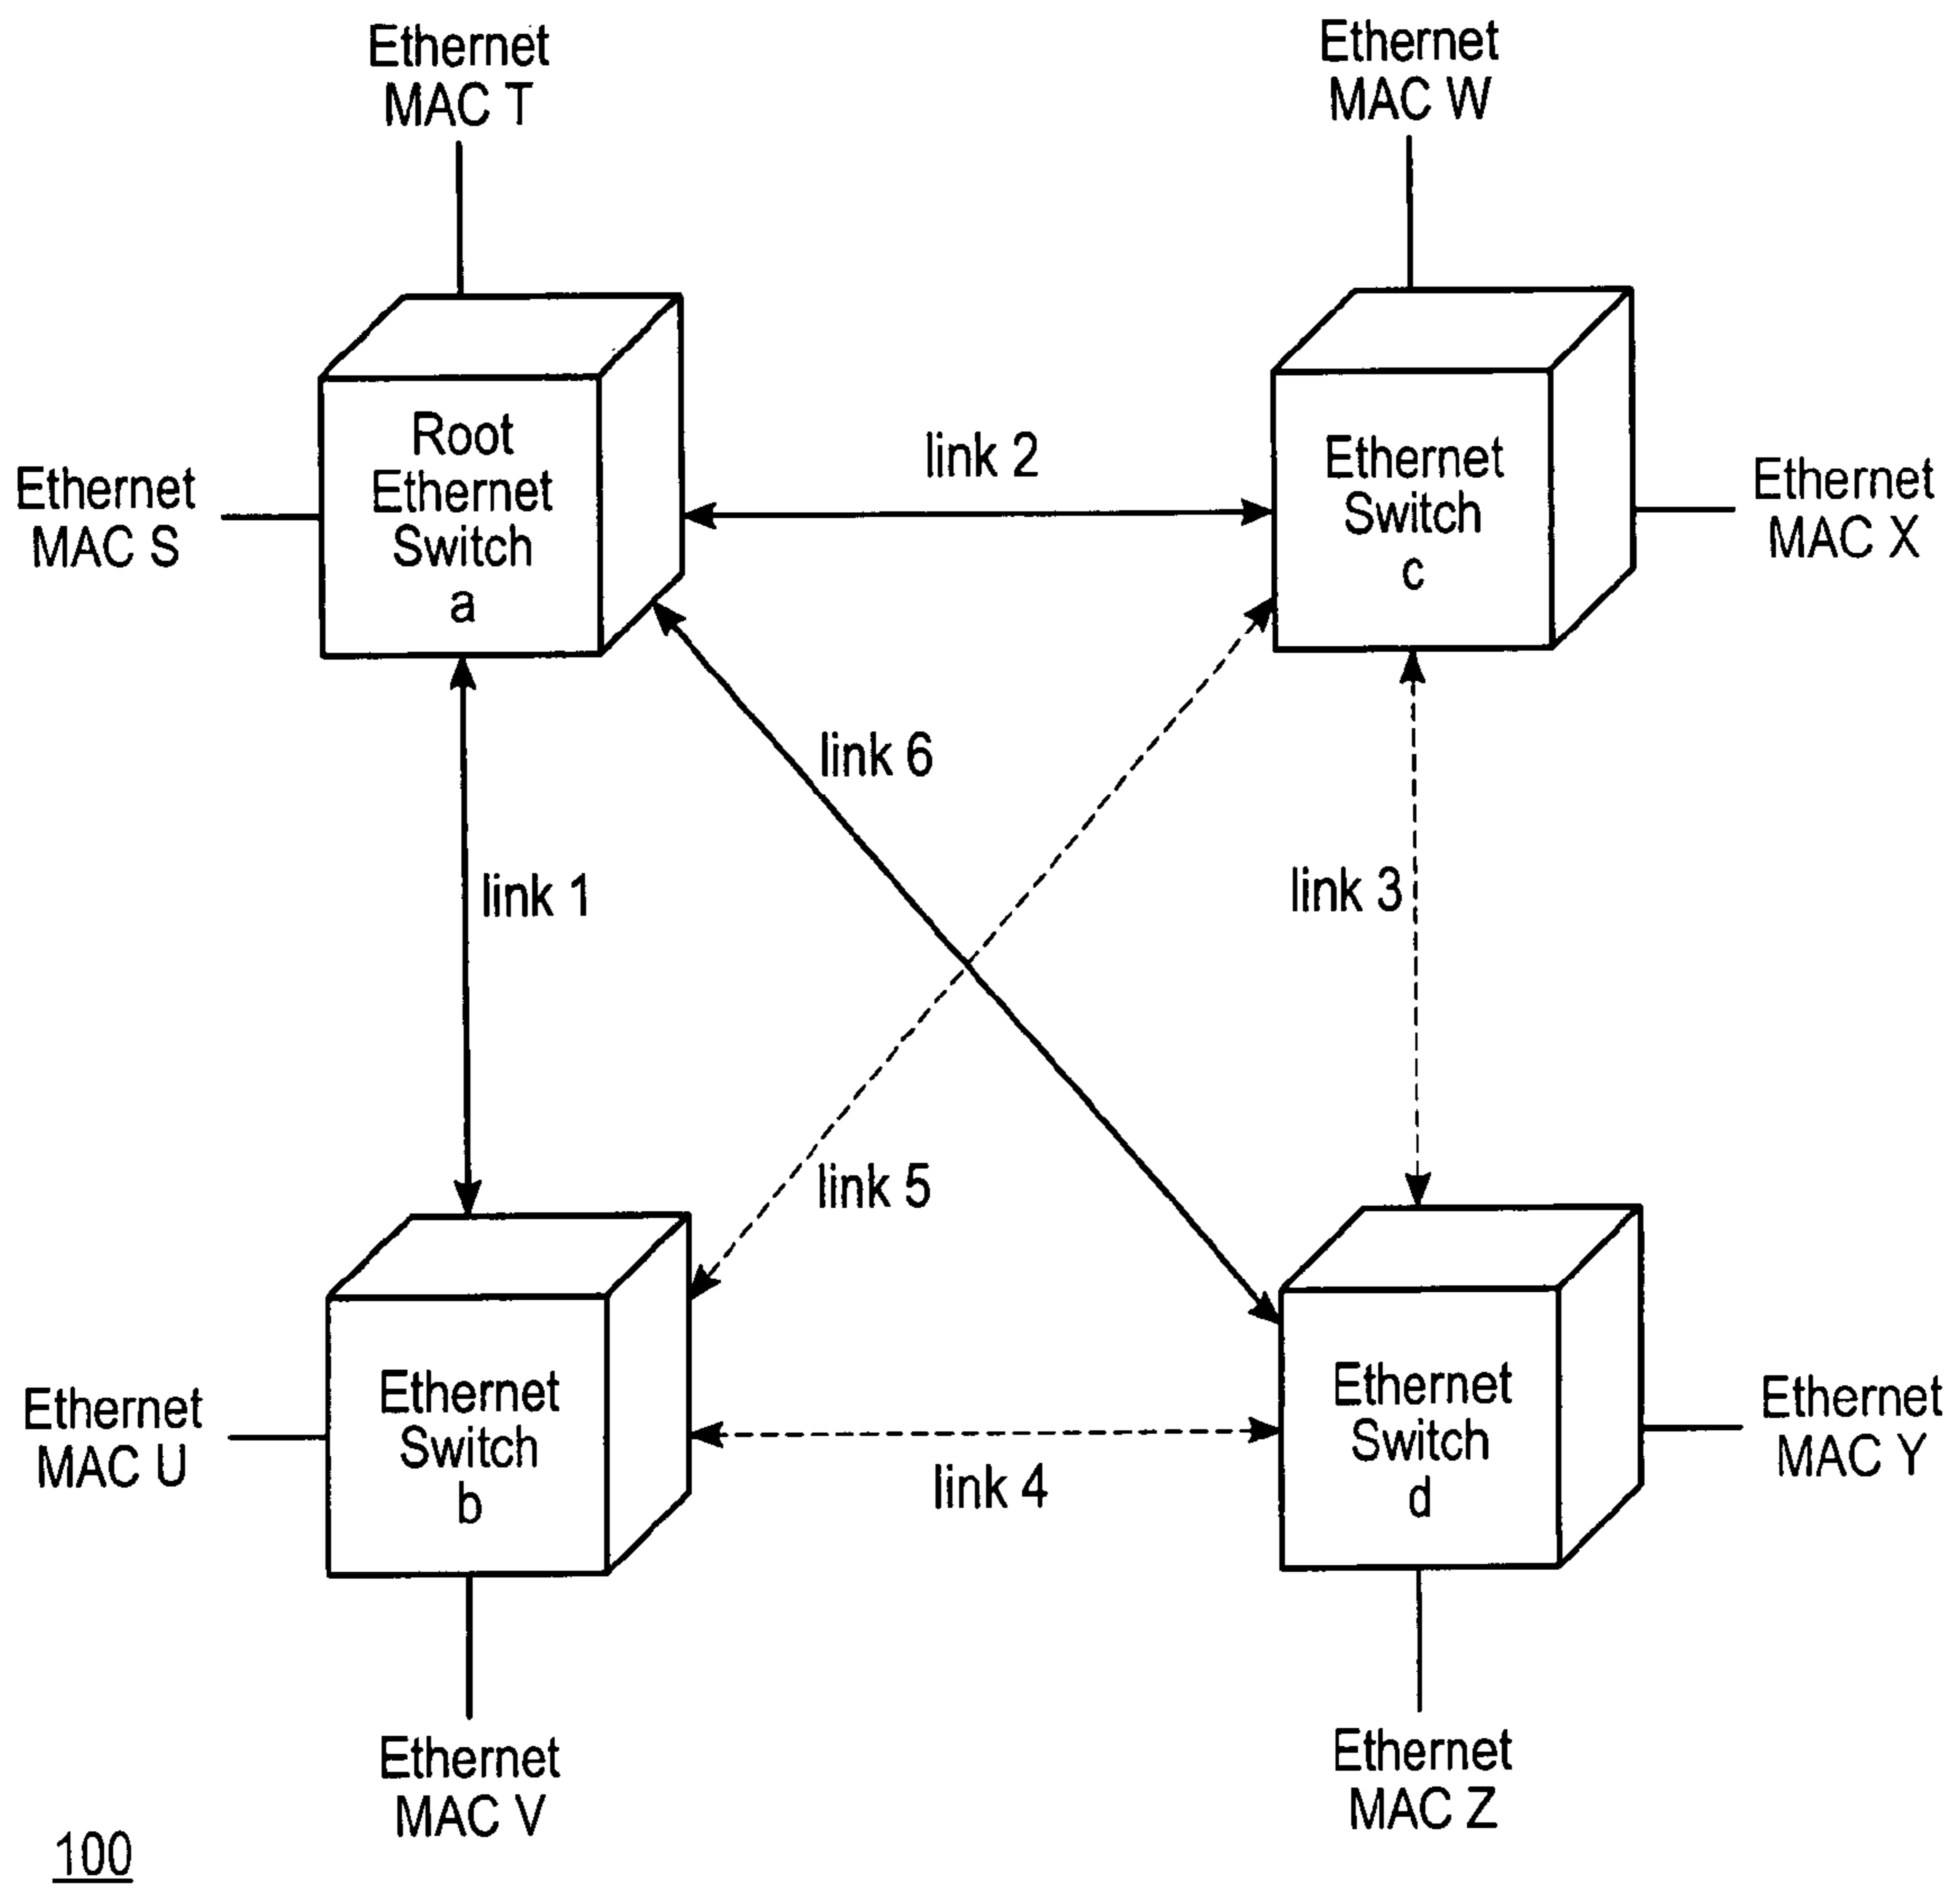 Ethernet
MAC T
Ethernet
MAC W
Root
Ethernet
Switch
a
Ethernet
Switch
c
link 2
Ethernet
MAC S
Ethernet
MAC X
link 6
link 1
link 3
link 5
Ethernet
Switch
b
Ethernet
Switch
d
Ethernet
MAC U
Ethernet
MAC Y
link 4
Ethernet
MAC V
Ethernet
MAC Z
100